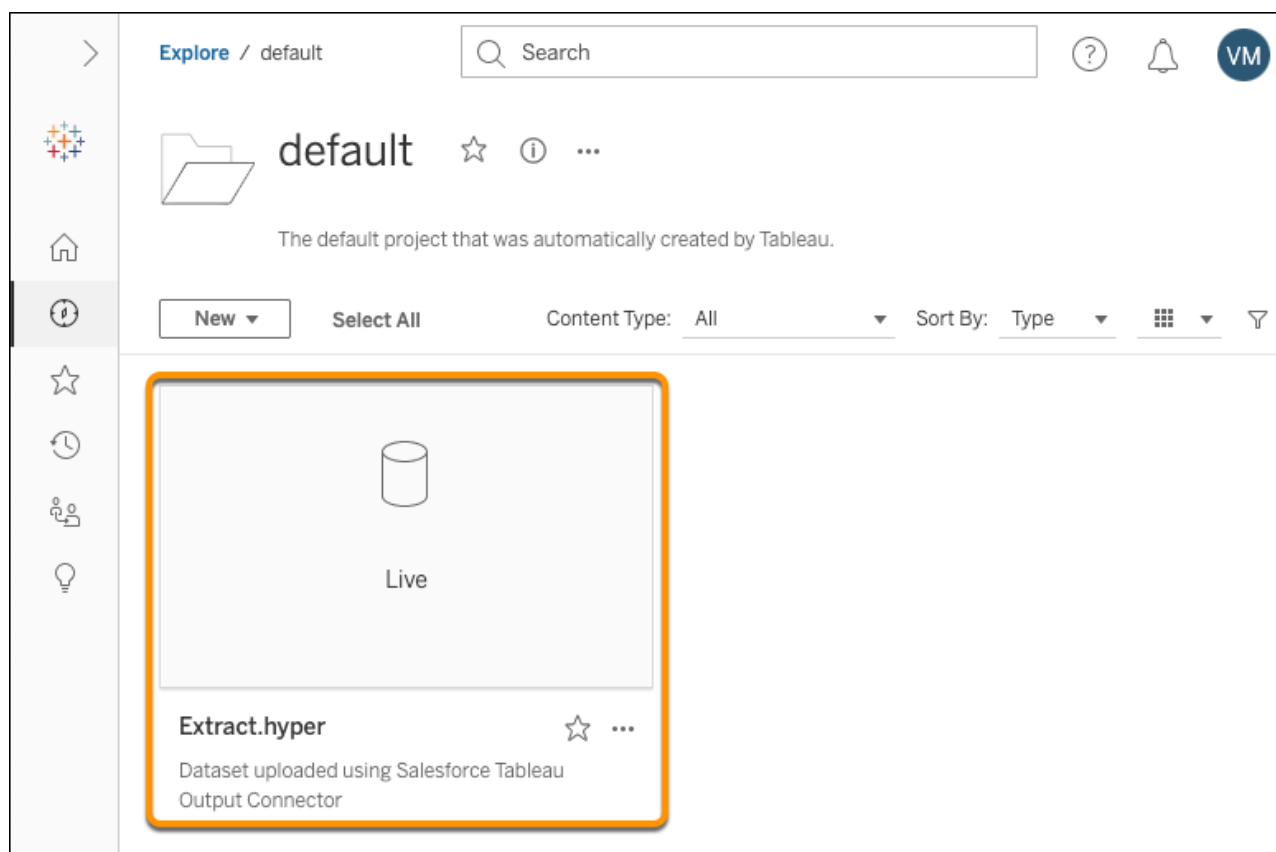 Explore / default
Search
VM
default
The default project that was automatically created by Tableau.
New
Select All
Content Type: All
Sort By: Type
Live
Extract.hyper
Dataset uploaded using Salesforce Tableau
Output Connector